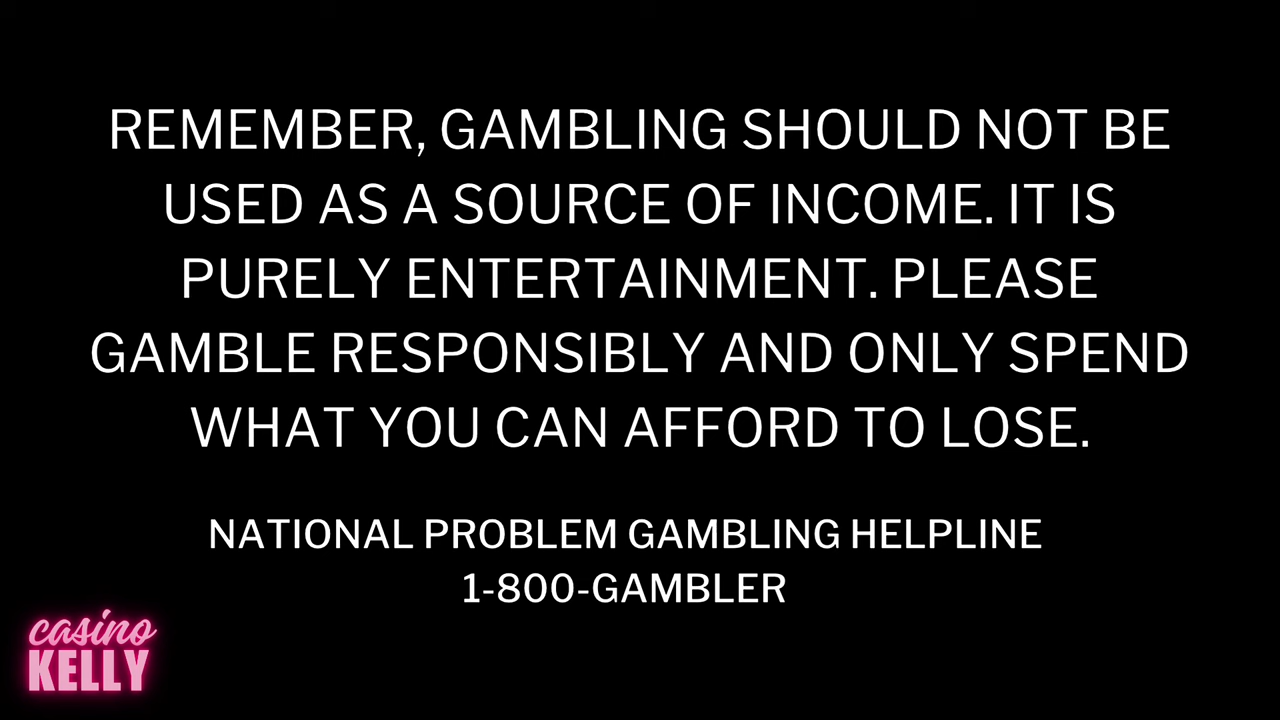 REMEMBER, GAMBLING SHOULD NOT BE
USED AS A SOURCE OF INCOME. IT IS
PURELY ENTERTAINMENT. PLEASE
GAMBLE RESPONSIBLY AND ONLY SPEND
WHAT YOU CAN AFFORD TO LOSE.
NATIONAL PROBLEM GAMBLING HELPLINE
1-800-GAMBLER
casino
KELLY